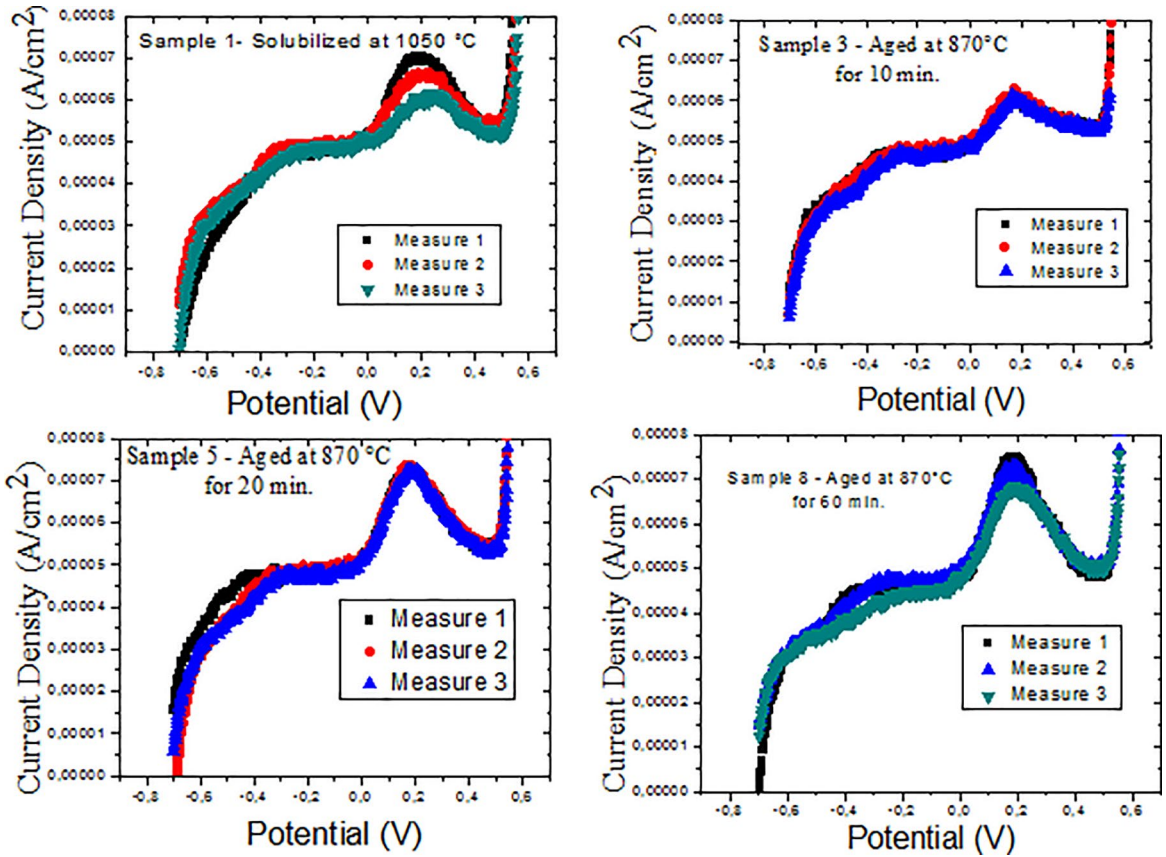 Sample 1- Solubilized at 1050 °C
Current Density (A/cm²)
0,00008
0,00007
0,00006
0,00005
0,00004
0,00003
0,00002
0,00001
0,00000
Measure 1
Measure 2
Measure 3
-0,8 -0,6 -0,4 -0,2 0,0 0,2 0,4 0,6
Potential (V)
Sample 3 - Aged at 870°C
for 10 min.
Current Density (A/cm²)
0,00008
0,00007
0,00006
0,00005
0,00004
0,00003
0,00002
0,00001
0,00000
Measure 1
Measure 2
Measure 3
-0,8 -0,6 -0,4 -0,2 0,0 0,2 0,4 0,6
Potential (V)
Sample 5 - Aged at 870°C
for 20 min.
Current Density (A/cm²)
0,00008
0,00007
0,00006
0,00005
0,00004
0,00003
0,00002
0,00001
0,00000
Measure 1
Measure 2
Measure 3
-0,8 -0,6 -0,4 -0,2 0,0 0,2 0,4 0,6
Potential (V)
Sample 8 - Aged at 870°C
for 60 min.
Current Density (A/cm²)
0,00008
0,00007
0,00006
0,00005
0,00004
0,00003
0,00002
0,00001
0,00000
Measure 1
Measure 2
Measure 3
-0,8 -0,6 -0,4 -0,2 0,0 0,2 0,4 0,6
Potential (V)